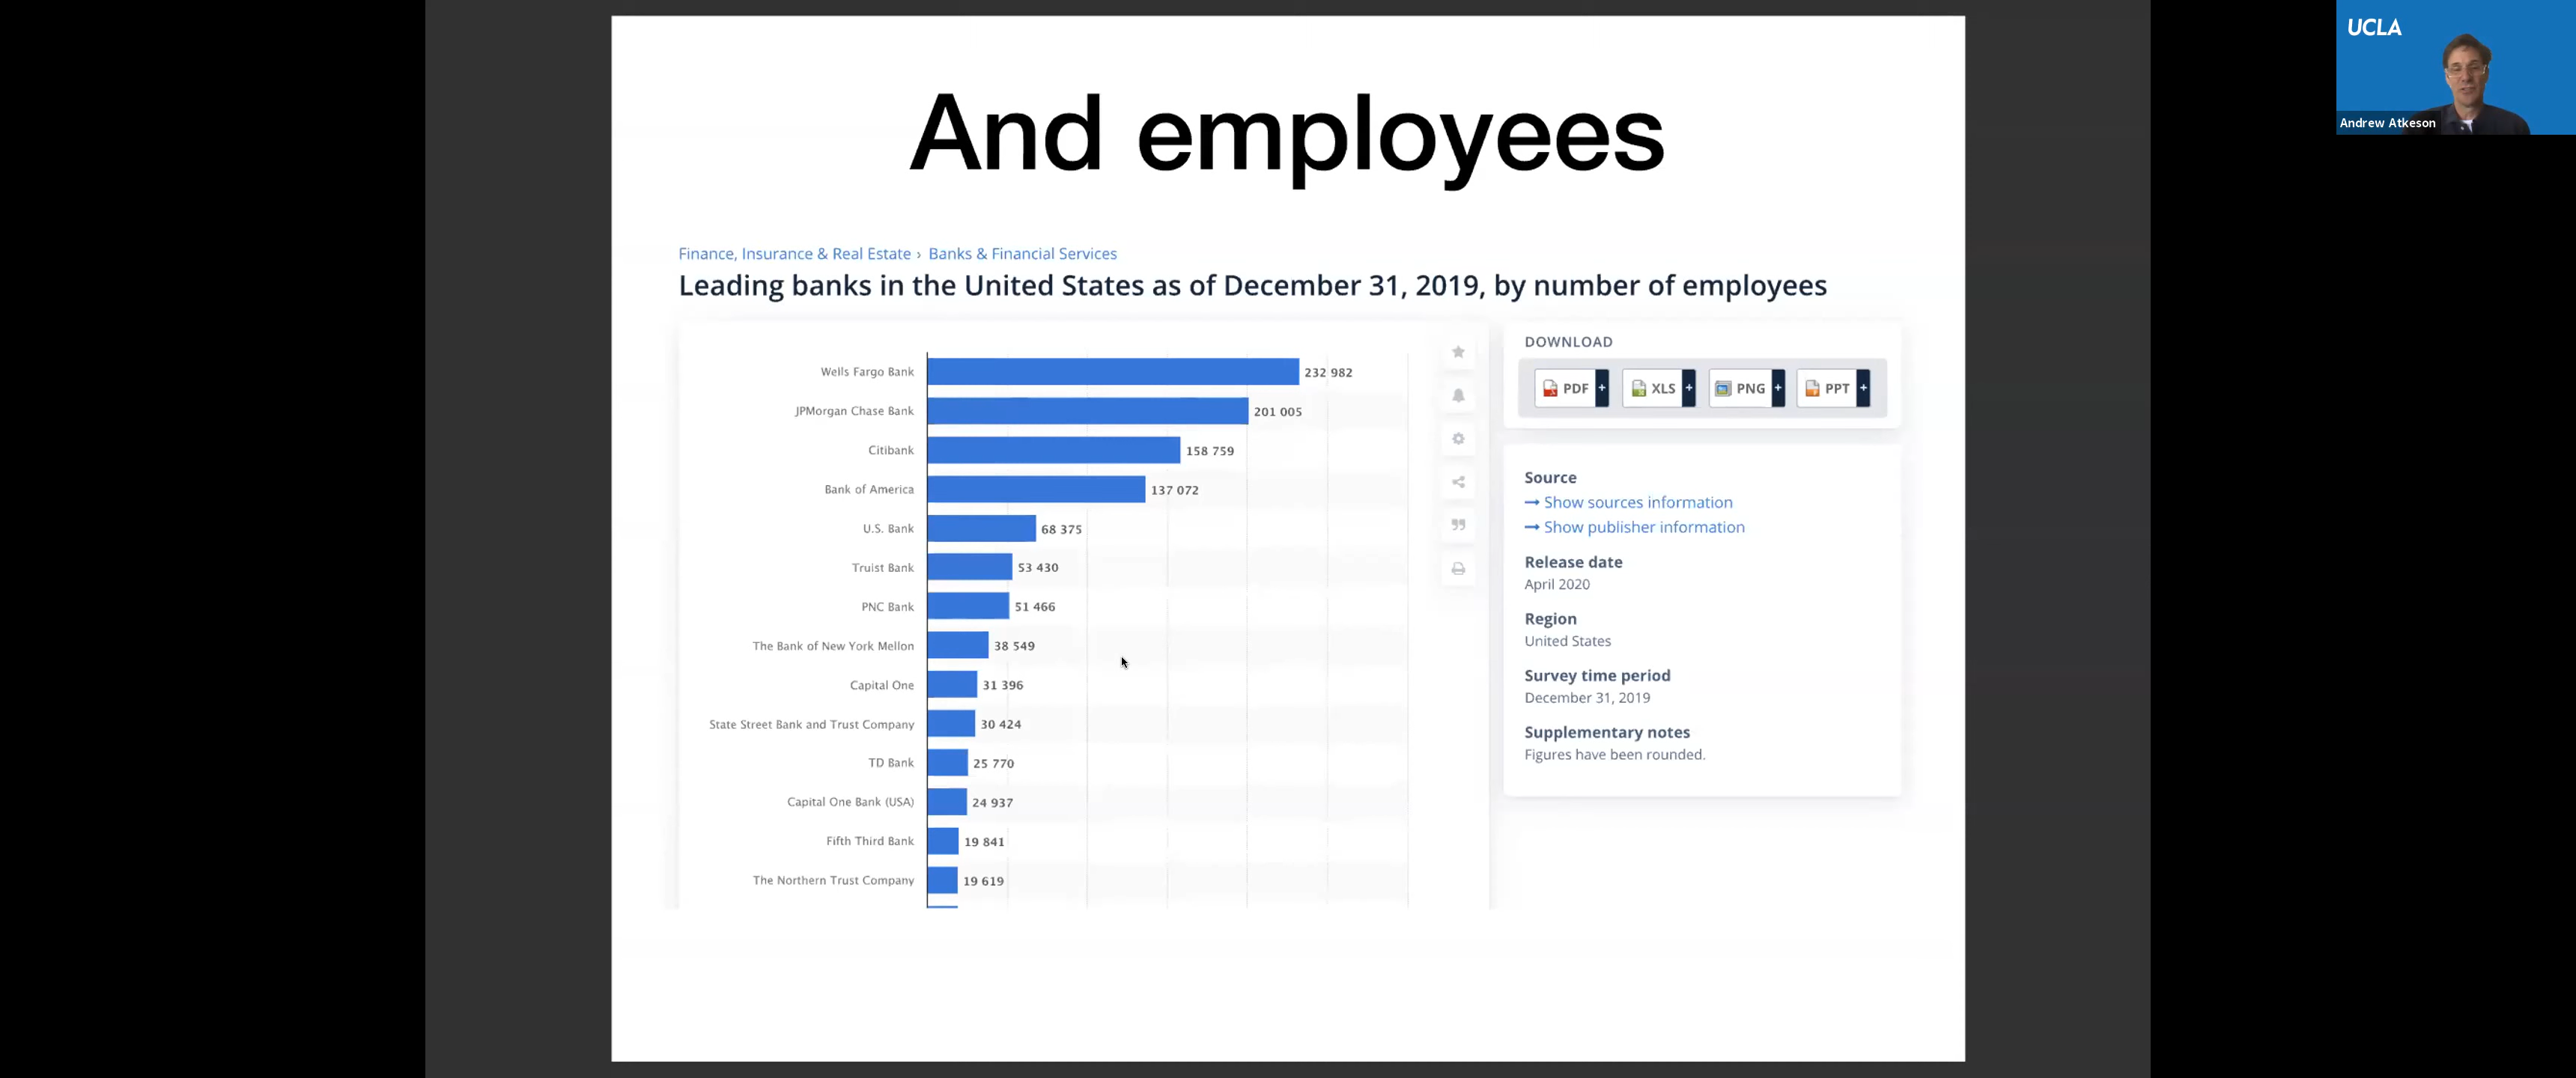 And employees
UCLA
Andrew Atkeson
Finance, Insurance & Real Estate › Banks & Financial Services
Leading banks in the United States as of December 31, 2019, by number of employees
Wells Fargo Bank 232 982
JPMorgan Chase Bank 201 005
Citibank 158 759
Bank of America 137 072
U.S. Bank 68 375
Truist Bank 53 430
PNC Bank 51 466
The Bank of New York Mellon 38 549
Capital One 31 396
State Street Bank and Trust Company 30 424
TD Bank 25 770
Capital One Bank (USA) 24 937
Fifth Third Bank 19 841
The Northern Trust Company 19 619
DOWNLOAD
PDF + XLS + PNG + PPT +
Source
→ Show sources information
→ Show publisher information
Release date
April 2020
Region
United States
Survey time period
December 31, 2019
Supplementary notes
Figures have been rounded.